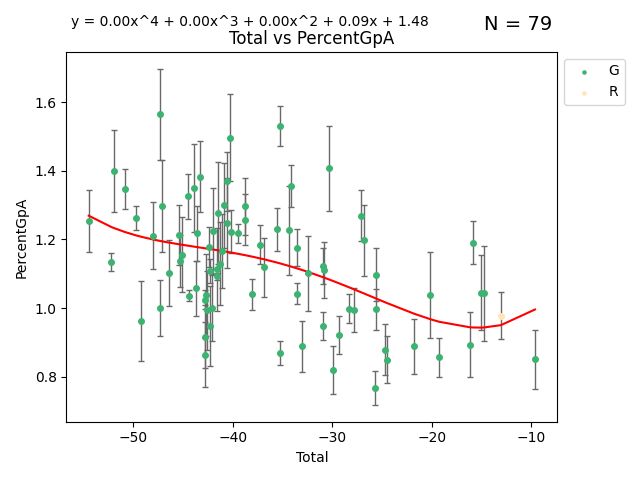 y = 0.00x^4 + 0.00x^3 + 0.00x^2 + 0.09x + 1.48
N = 79
Total vs PercentGpA
G
R
PercentGpA
1.6
1.4
1.2
1.0
0.8
−50
−40
−30
−20
−10
Total